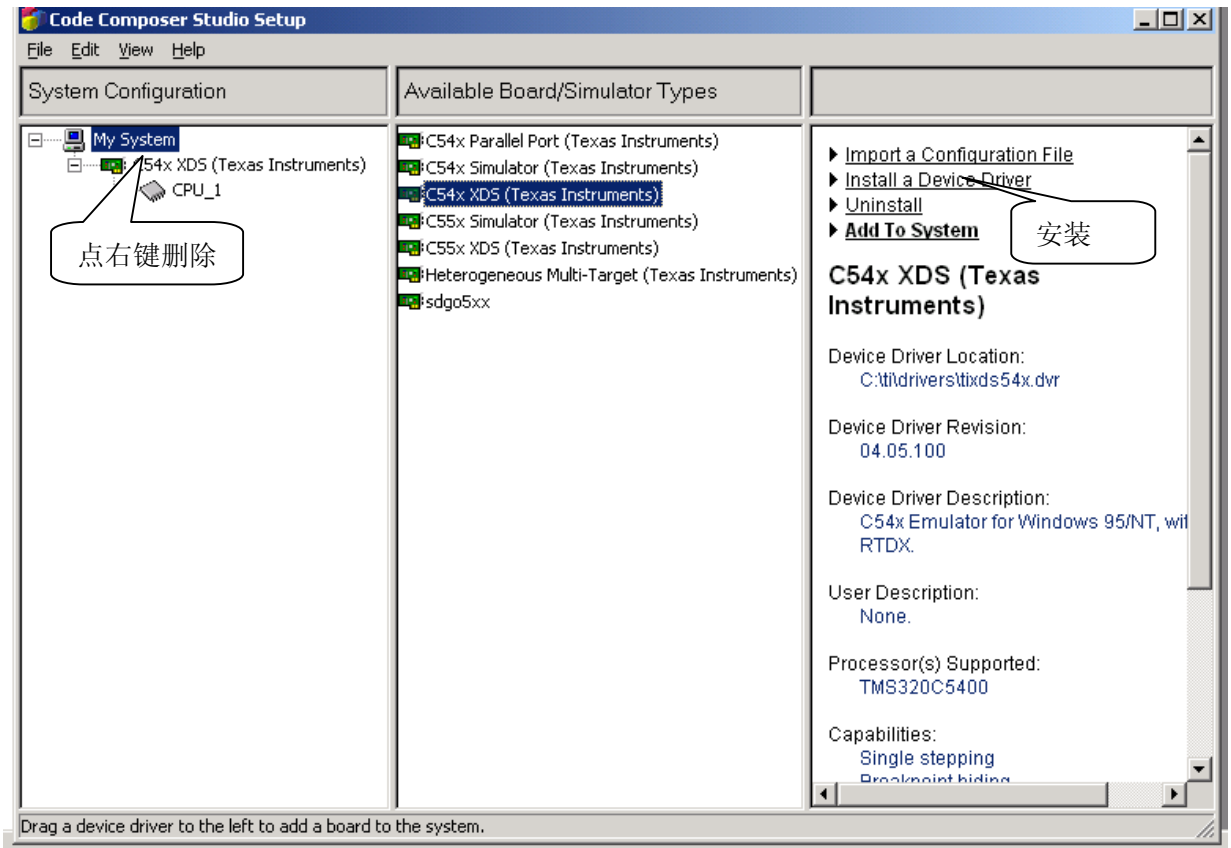 Code Composer Studio Setup
File Edit View Help
System Configuration
Available Board/Simulator Types
My System
C54x XDS (Texas Instruments)
CPU_1
点右键删除
C54x Parallel Port (Texas Instruments)
C54x Simulator (Texas Instruments)
C54x XDS (Texas Instruments)
C55x Simulator (Texas Instruments)
C55x XDS (Texas Instruments)
Heterogeneous Multi-Target (Texas Instruments)
sdgo5xx
Import a Configuration File
Install a Device Driver
Uninstall
Add To System
安装
C54x XDS (Texas
Instruments)
Device Driver Location:
C:\ti\drivers\tixds54x.dvr
Device Driver Revision:
04.05.100
Device Driver Description:
C54x Emulator for Windows 95/NT, wit
RTDX.
User Description:
None.
Processor(s) Supported:
TMS320C5400
Capabilities:
Single stepping
Breakpoint hiding
Drag a device driver to the left to add a board to the system.